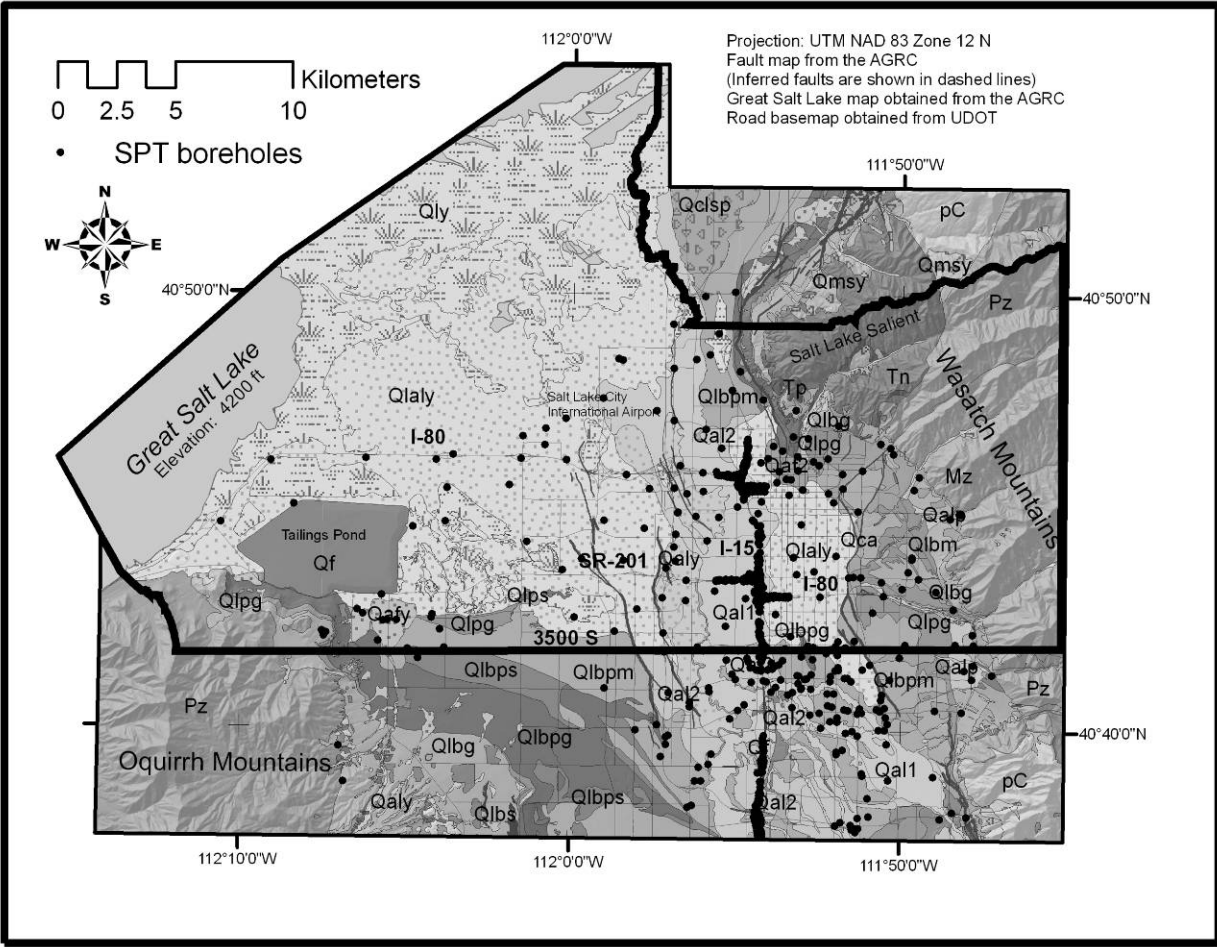 112°0'0"W
Projection: UTM NAD 83 Zone 12 N
Fault map from the AGRC
(Inferred faults are shown in dashed lines)
Great Salt Lake map obtained from the AGRC
Road basemap obtained from UDOT
Kilometers
0 2.5 5 10
SPT boreholes
N
W E
S
111°50'0"W
Qclsp
pC
Qly
Qmsy
Qmsy
40°50'0"N
40°50'0"N
Pz
Salt Lake Salient
Great Salt Lake
Elevation: 4200 ft
Wasatch Mountains
Tn
Tp
Qlaly
Salt Lake City
International Airport
Qlbpm
Qlbg
I-80
Qal2
Qlpg
Qal2
Mz
Qalp
Tailings Pond
Qf
Qca
I-15
Qlaly
Qlbm
SR-201
Qaly
I-80
Qlbg
Qlpg
Qafy
Qlps
Qal1
Qlpg
Qlpg
3500 S
Qlbpg
Qlbps
Qlbpm
Qalp
Qlbpm
Pz
Pz
Qal2
Qal2
Qlbg
Qlbpg
40°40'0"N
Oquirrh Mountains
Qal1
pC
Qaly
Qlbs
Qlbps
Qal2
112°10'0"W
112°0'0"W
111°50'0"W